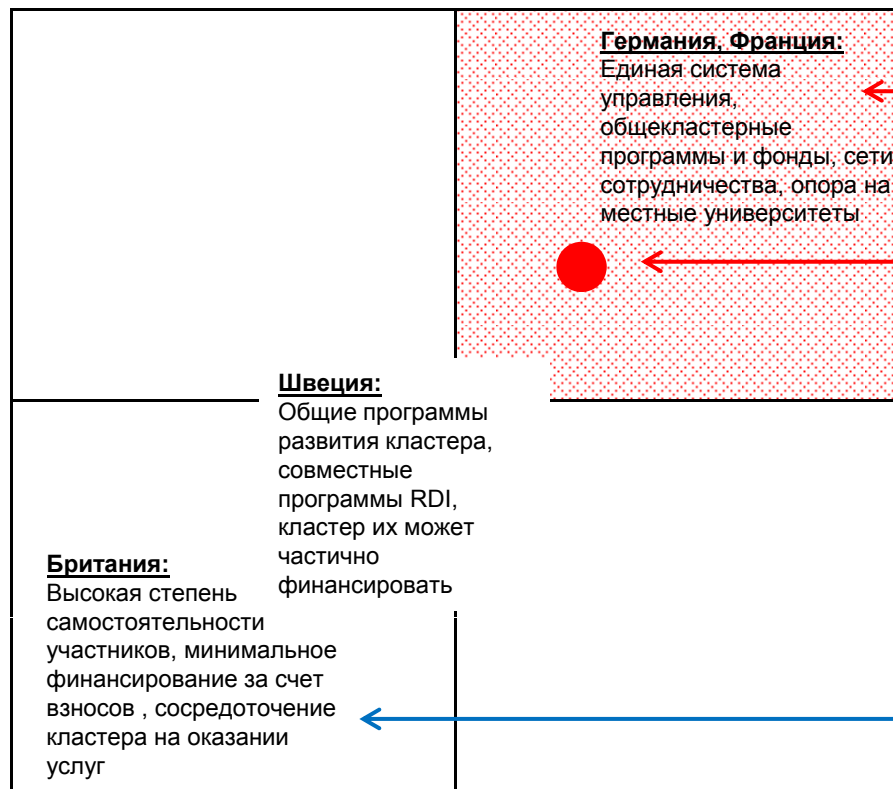 Германия, Франция:
Единая система
управления,
общекластерные
программы и фонды, сети
сотрудничества, опора на
местные университеты
Швеция:
Общие программы
развития кластера,
совместные
программы RDI,
кластер их может
частично
финансировать
Британия:
Высокая степень
самостоятельности
участников, минимальное
финансирование за счет
взносов , сосредоточение
кластера на оказании
услуг